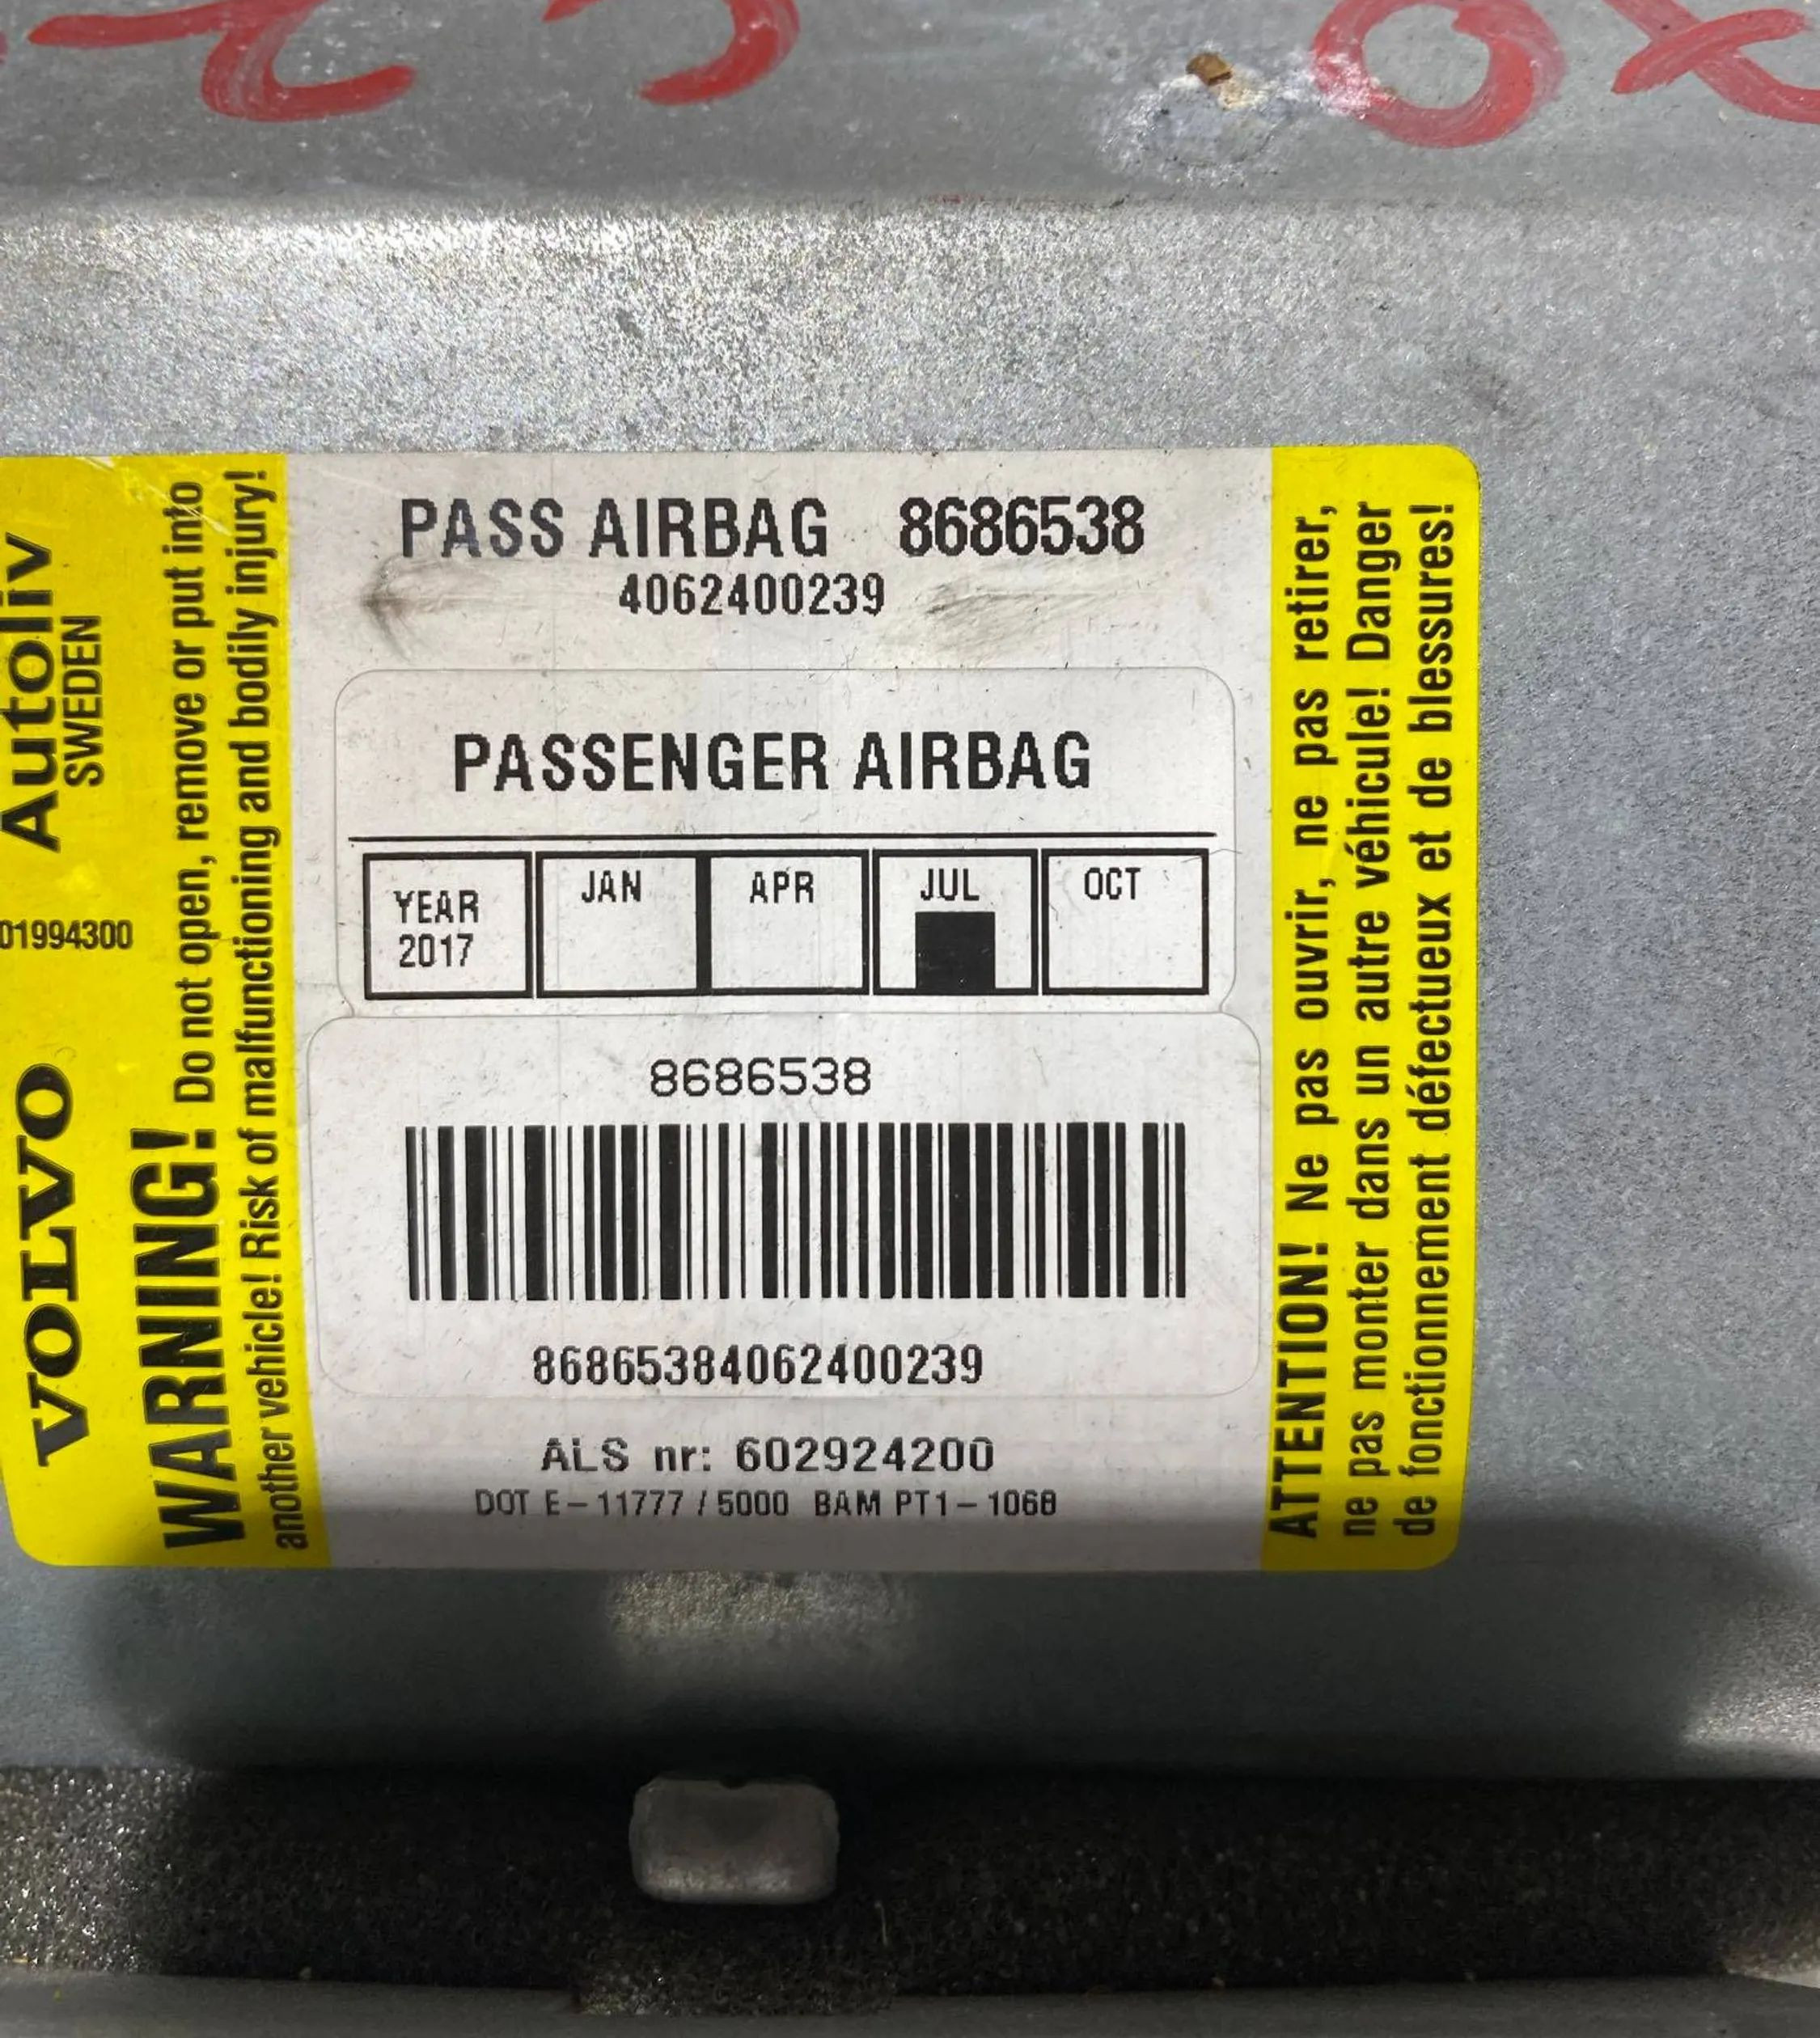 VOLVO
01994300
Autoliv
SWEDEN
WARNING! Do not open, remove or put into
another vehicle! Risk of malfunctioning and bodily injury!
PASS AIRBAG 8686538
4062400239
PASSENGER AIRBAG
YEAR
2017
JAN
APR
JUL
OCT
8686538
86865384062400239
ALS nr: 602924200
DOT E-11777 / 5000 BAM PT1-1068
ATTENTION! Ne pas ouvrir, ne pas retirer,
ne pas monter dans un autre véhicule! Danger
de fonctionnement défectueux et de blessures!